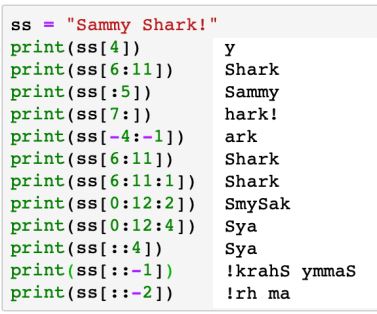 ss = "Sammy Shark!"
print(ss[4]) y
print(ss[6:11]) Shark
print(ss[:5]) Sammy
print(ss[7:]) hark!
print(ss[-4:-1]) ark
print(ss[6:11]) Shark
print(ss[6:11:1]) Shark
print(ss[0:12:2]) SmySak
print(ss[0:12:4]) Sya
print(ss[::4]) Sya
print(ss[::-1]) !krahS ymmaS
print(ss[::-2]) !rh ma